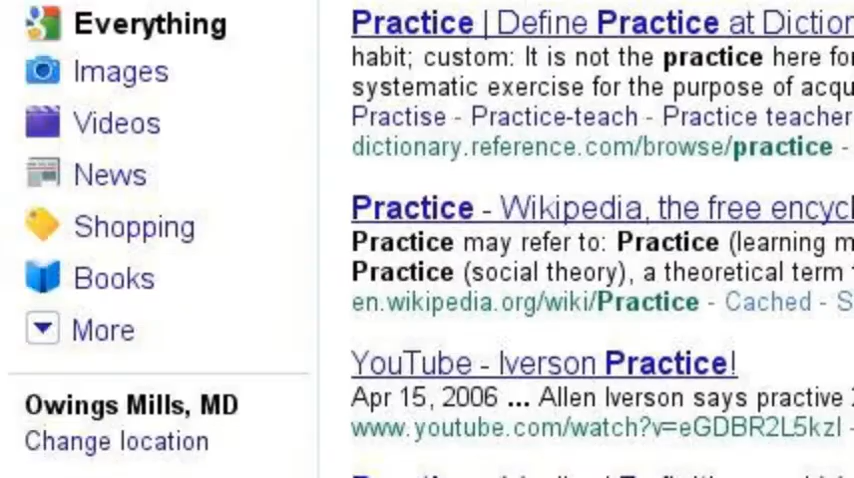 Everything
Images
Videos
News
Shopping
Books
More
Owings Mills, MD
Change location
Practice | Define Practice at Diction
habit; custom: It is not the practice here for
systematic exercise for the purpose of acqu
Practise - Practice-teach - Practice teacher
dictionary.reference.com/browse/practice -
Practice - Wikipedia, the free encycl
Practice may refer to: Practice (learning m
Practice (social theory), a theoretical term
en.wikipedia.org/wiki/Practice - Cached - S
YouTube - Iverson Practice!
Apr 15, 2006 ... Allen Iverson says practive 2
www.youtube.com/watch?v=eGDBR2L5kzI -